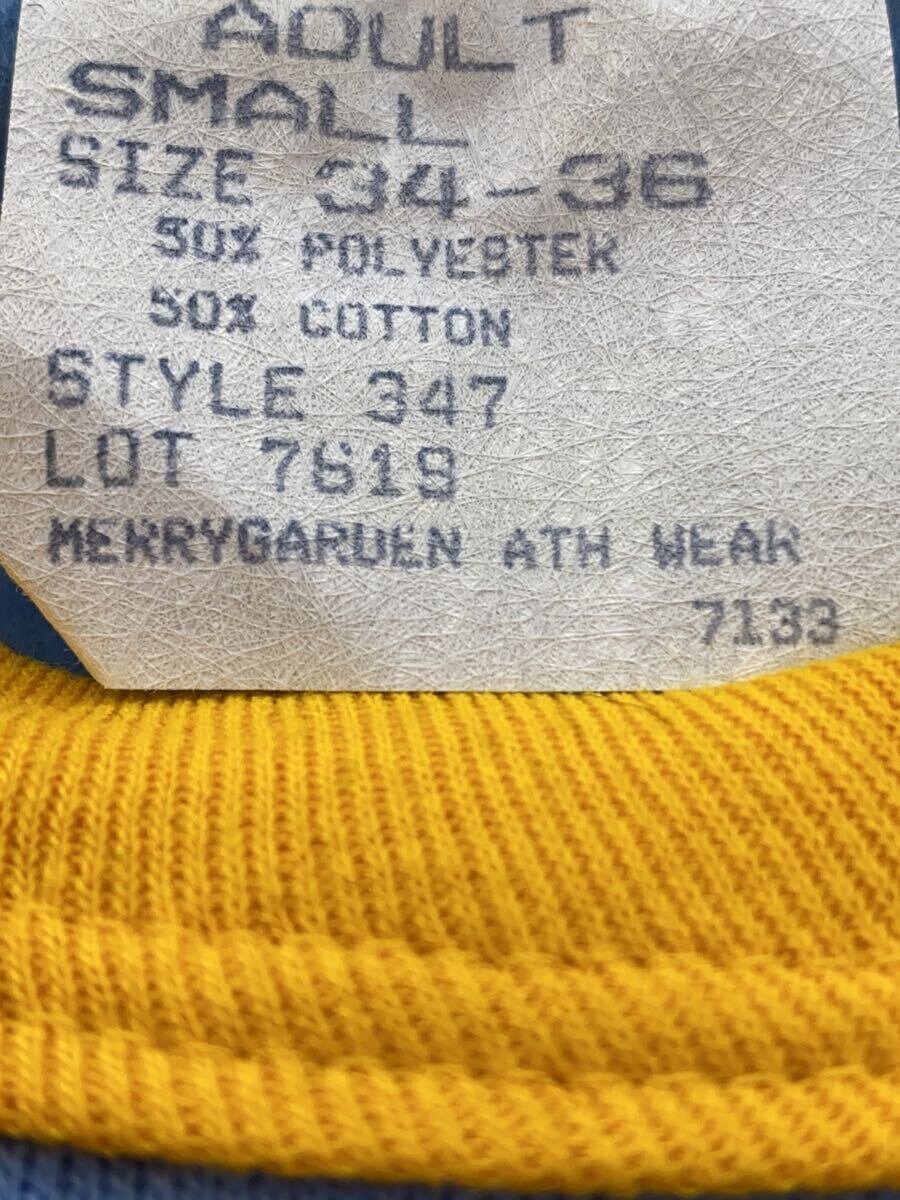 ADULT
SMALL
SIZE 34-36
50% POLYESTER
50% COTTON
STYLE 347
LOT 7619
MERRYGARDEN ATH WEAR
7133